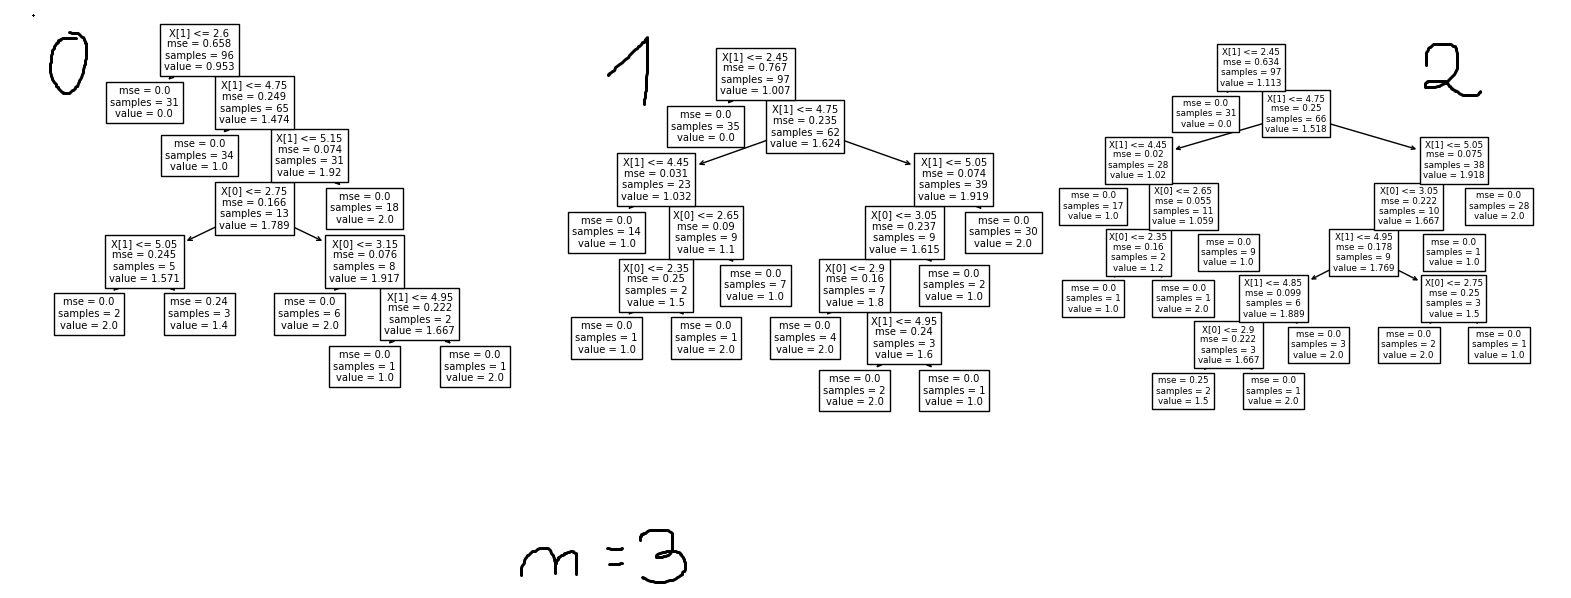 0
X[1] <= 2.6
mse = 0.658
samples = 96
value = 0.953
mse = 0.0
samples = 31
value = 0.0
X[1] <= 4.75
mse = 0.249
samples = 65
value = 1.474
mse = 0.0
samples = 34
value = 1.0
X[1] <= 5.15
mse = 0.074
samples = 31
value = 1.92
X[0] <= 2.75
mse = 0.166
samples = 13
value = 1.789
mse = 0.0
samples = 18
value = 2.0
X[1] <= 5.05
mse = 0.245
samples = 5
value = 1.571
X[0] <= 3.15
mse = 0.076
samples = 8
value = 1.917
mse = 0.0
samples = 2
value = 2.0
mse = 0.24
samples = 3
value = 1.4
mse = 0.0
samples = 6
value = 2.0
X[1] <= 4.95
mse = 0.222
samples = 2
value = 1.667
mse = 0.0
samples = 1
value = 1.0
mse = 0.0
samples = 1
value = 2.0
1
X[1] <= 2.45
mse = 0.767
samples = 97
value = 1.007
mse = 0.0
samples = 35
value = 0.0
X[1] <= 4.75
mse = 0.235
samples = 62
value = 1.624
X[1] <= 4.45
mse = 0.031
samples = 23
value = 1.032
X[1] <= 5.05
mse = 0.074
samples = 39
value = 1.919
mse = 0.0
samples = 14
value = 1.0
X[0] <= 2.65
mse = 0.09
samples = 9
value = 1.1
X[0] <= 3.05
mse = 0.237
samples = 9
value = 1.615
mse = 0.0
samples = 30
value = 2.0
X[0] <= 2.35
mse = 0.25
samples = 2
value = 1.5
mse = 0.0
samples = 7
value = 1.0
X[0] <= 2.9
mse = 0.16
samples = 7
value = 1.8
mse = 0.0
samples = 2
value = 1.0
mse = 0.0
samples = 1
value = 1.0
mse = 0.0
samples = 1
value = 2.0
mse = 0.0
samples = 4
value = 2.0
X[1] <= 4.95
mse = 0.24
samples = 3
value = 1.6
mse = 0.0
samples = 2
value = 2.0
mse = 0.0
samples = 1
value = 1.0
2
X[1] <= 2.45
mse = 0.634
samples = 97
value = 1.113
mse = 0.0
samples = 31
value = 0.0
X[1] <= 4.75
mse = 0.25
samples = 66
value = 1.518
X[1] <= 4.45
mse = 0.02
samples = 28
value = 1.02
X[1] <= 5.05
mse = 0.075
samples = 38
value = 1.918
mse = 0.0
samples = 17
value = 1.0
X[0] <= 2.65
mse = 0.055
samples = 11
value = 1.059
X[0] <= 3.05
mse = 0.222
samples = 10
value = 1.667
mse = 0.0
samples = 28
value = 2.0
X[0] <= 2.35
mse = 0.16
samples = 2
value = 1.2
mse = 0.0
samples = 9
value = 1.0
X[1] <= 4.95
mse = 0.178
samples = 9
value = 1.769
mse = 0.0
samples = 1
value = 1.0
mse = 0.0
samples = 1
value = 1.0
mse = 0.0
samples = 1
value = 2.0
X[1] <= 4.85
mse = 0.099
samples = 6
value = 1.889
X[0] <= 2.75
mse = 0.25
samples = 3
value = 1.5
X[0] <= 2.9
mse = 0.222
samples = 3
value = 1.667
mse = 0.0
samples = 3
value = 2.0
mse = 0.0
samples = 2
value = 2.0
mse = 0.0
samples = 1
value = 1.0
mse = 0.25
samples = 2
value = 1.5
mse = 0.0
samples = 1
value = 2.0
m = 3